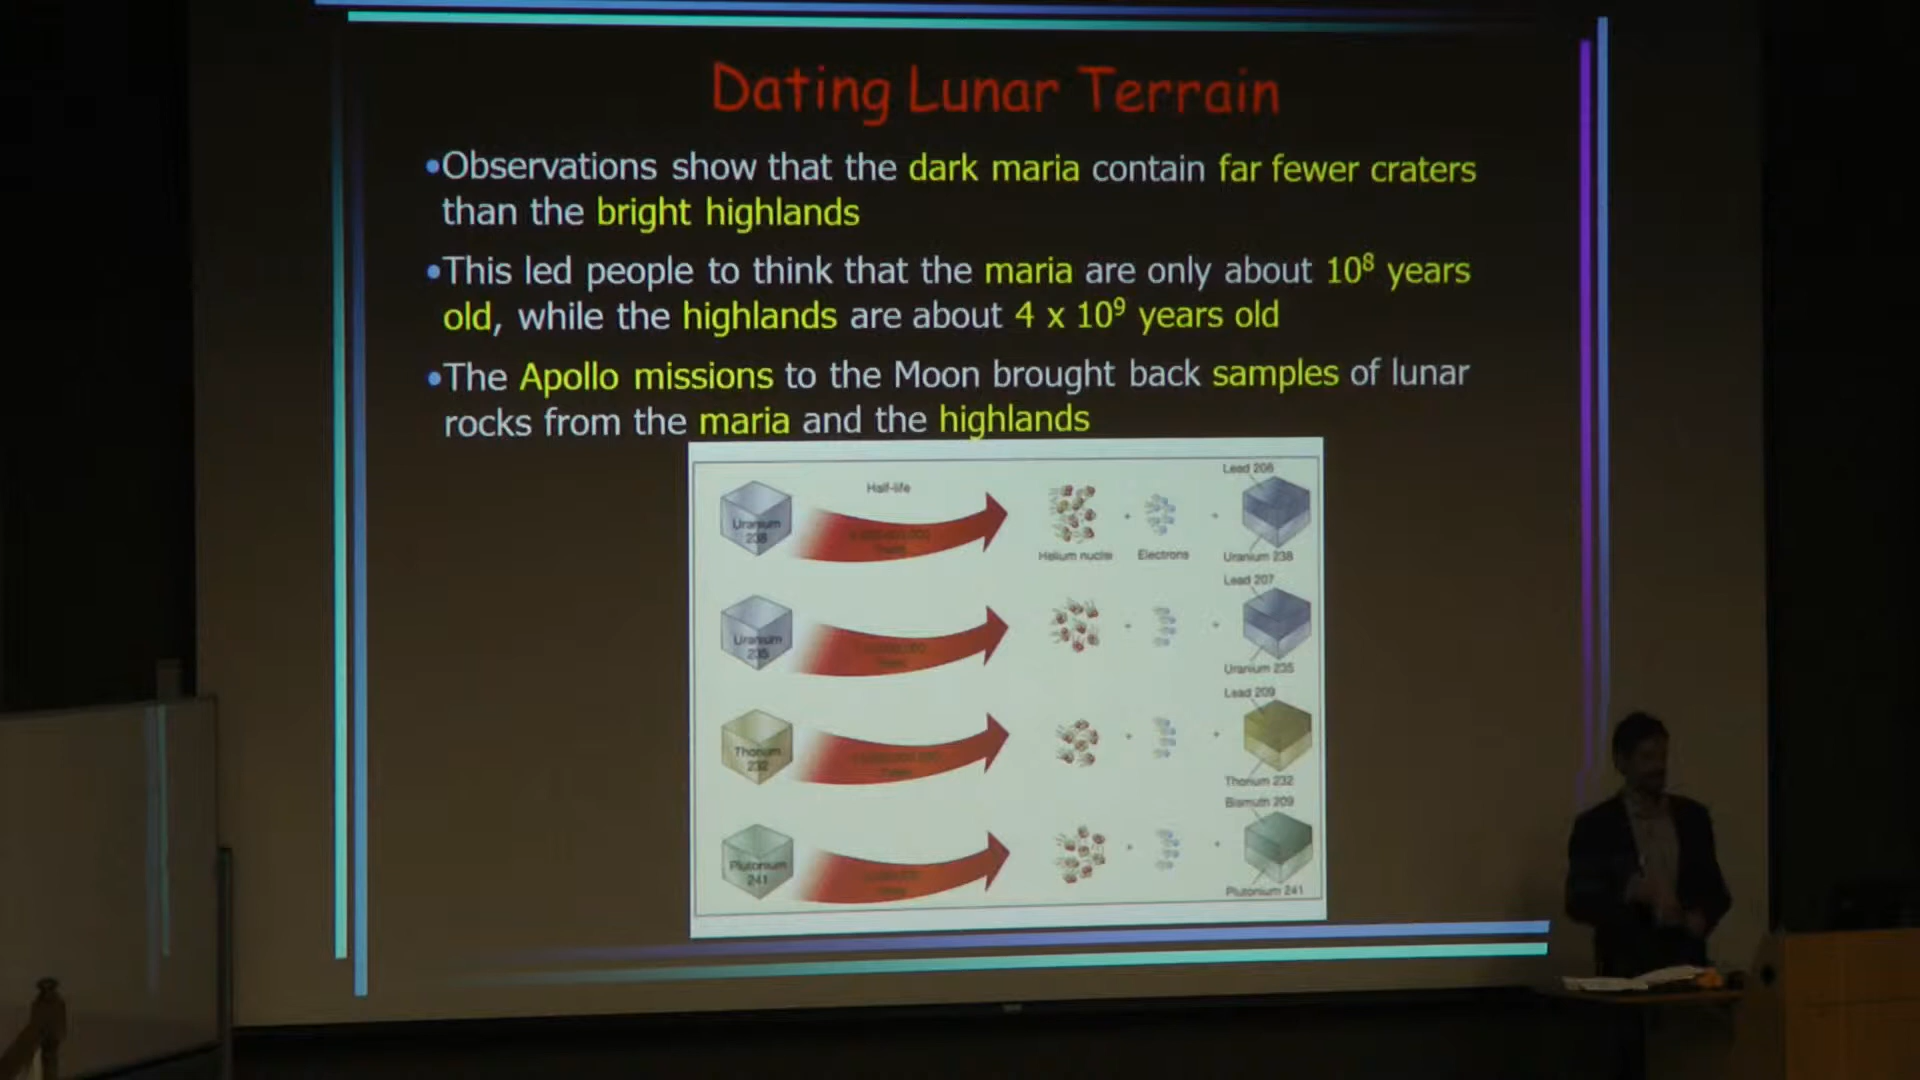 Dating Lunar Terrain
•Observations show that the dark maria contain far fewer craters
than the bright highlands
•This led people to think that the maria are only about 10⁸ years
old, while the highlands are about 4 x 10⁹ years old
•The Apollo missions to the Moon brought back samples of lunar
rocks from the maria and the highlands
Half-life
Lead 206
Uranium
238
Helium nuclei
Electrons
Uranium 238
Lead 207
Uranium
235
Uranium 235
Lead 209
Thorium
232
Thorium 232
Bismuth 209
Plutonium
241
Plutonium 241